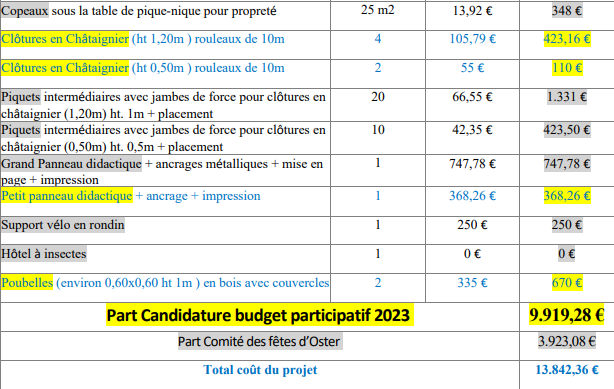 Copeaux sous la table de pique-nique pour propreté 25 m2 13,92 € 348 €
Clôtures en Châtaignier (ht 1,20m ) rouleaux de 10m 4 105,79 € 423,16 €
Clôtures en Châtaignier (ht 0,50m ) rouleaux de 10m 2 55 € 110 €
Piquets intermédiaires avec jambes de force pour clôtures en 20 66,55 € 1.331 €
châtaignier (1,20m) ht. 1m + placement
Piquets intermédiaires avec jambes de force pour clôtures en 10 42,35 € 423,50 €
châtaignier (0,50m) ht. 0,5m + placement
Grand Panneau didactique + ancrages métalliques + mise en 1 747,78 € 747,78 €
page + impression
Petit panneau didactique + ancrage + impression 1 368,26 € 368,26 €
Support vélo en rondin 1 250 € 250 €
Hôtel à insectes 1 0 € 0 €
Poubelles (environ 0,60x0,60 ht 1m ) en bois avec couvercles 2 335 € 670 €
Part Candidature budget participatif 2023 9.919,28 €
Part Comité des fêtes d'Oster 3.923,08 €
Total coût du projet 13.842,36 €